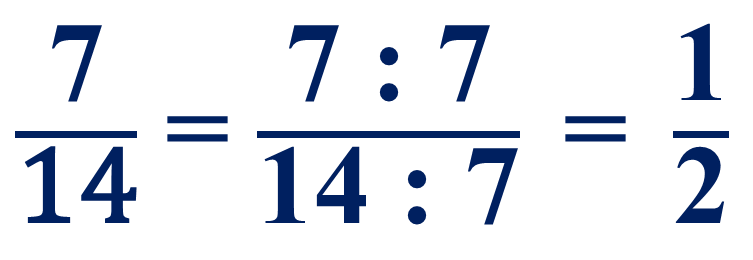 7/14 = 7 : 7/14 : 7 = 1/2